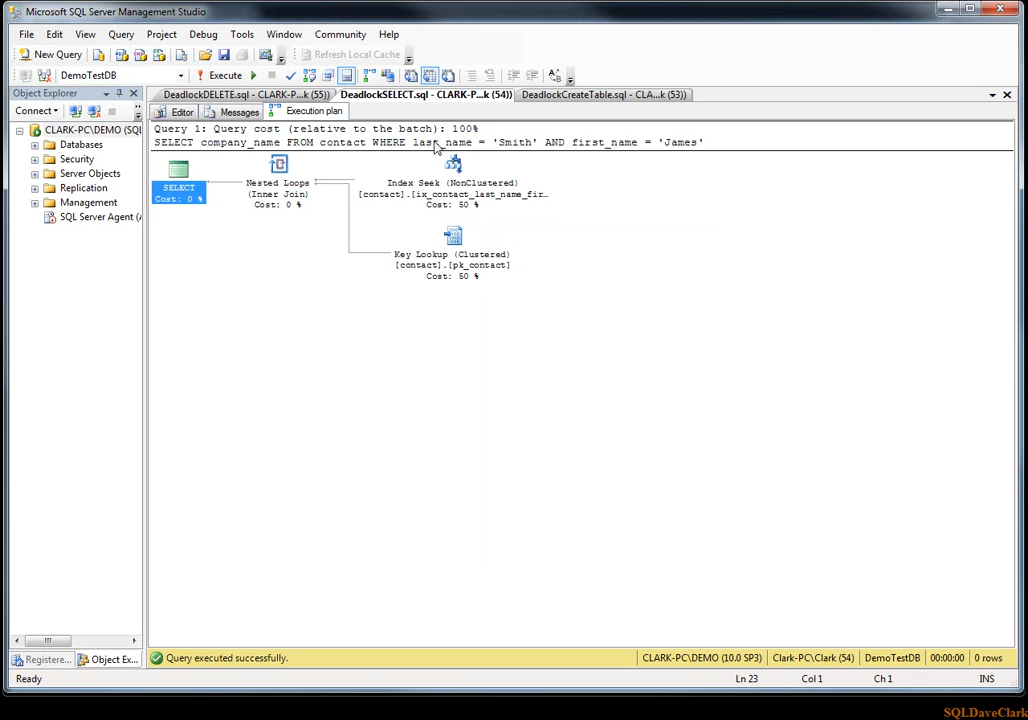 Microsoft SQL Server Management Studio
File Edit View Query Project Debug Tools Window Community Help
New Query Refresh Local Cache
DemoTestDB Execute
Object Explorer
DeadlockDELETE.sql - CLARK-P...k (55)) DeadlockSELECT.sql - CLARK-P...k (54)) DeadlockCreateTable.sql - CLA...k (53))
Connect
Editor Messages Execution plan
CLARK-PC\DEMO (SQL
Databases
Security
Server Objects
Replication
Management
SQL Server Agent (A
Query 1: Query cost (relative to the batch): 100%
SELECT company_name FROM contact WHERE last_name = 'Smith' AND first_name = 'James'
SELECT
Cost: 0 %
Nested Loops
(Inner Join)
Cost: 0 %
Index Seek (NonClustered)
[contact].[ix_contact_last_name_fir...
Cost: 50 %
Key Lookup (Clustered)
[contact].[pk_contact]
Cost: 50 %
Registere... Object Ex...
Query executed successfully. CLARK-PC\DEMO (10.0 SP3) Clark-PC\Clark (54) DemoTestDB 00:00:00 0 rows
Ready Ln 23 Col 1 Ch 1 INS
SQLDaveClark